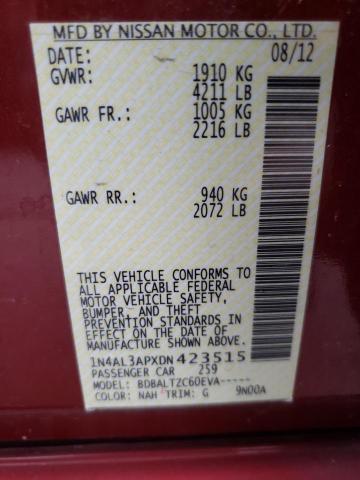 MFD BY NISSAN MOTOR CO., LTD.
DATE: 08/12
GVWR: 1910 KG
4211 LB
GAWR FR.: 1005 KG
2216 LB
GAWR RR.: 940 KG
2072 LB
THIS VEHICLE CONFORMS TO
ALL APPLICABLE FEDERAL
MOTOR VEHICLE SAFETY,
BUMPER, AND THEFT
PREVENTION STANDARDS IN
EFFECT ON THE DATE OF
MANUFACTURE SHOWN ABOVE.
1N4AL3APXDN423515
PASSENGER CAR 259
MODEL: BDBALTZC60EVA-----
COLOR: NAH TRIM: G 9N00A